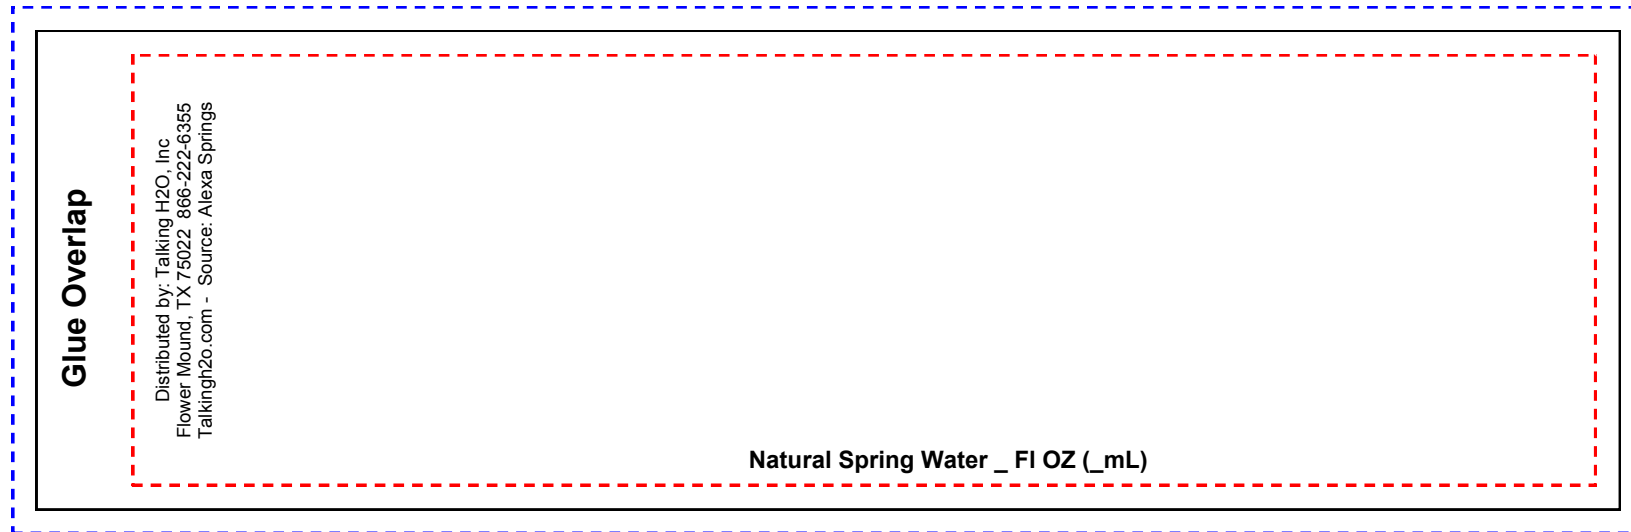 Glue Overlap
Distributed by: Talking H2O, Inc
Flower Mound, TX 75022  866-222-6355
Talkingh2o.com -  Source: Alexa Springs
Natural Spring Water _ Fl OZ (_mL)